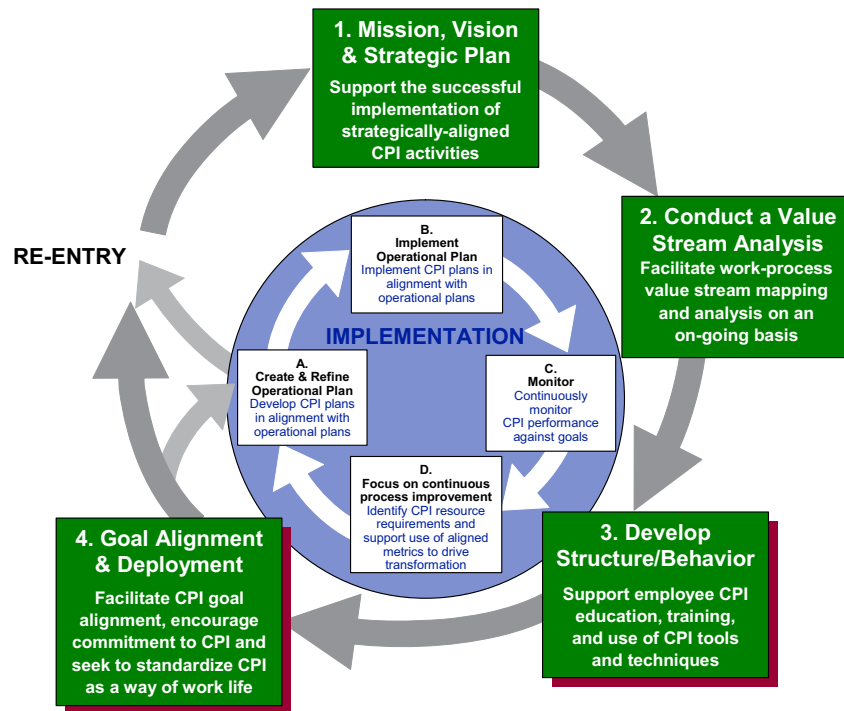 1. Mission, Vision
& Strategic Plan
Support the successful
implementation of
strategically-aligned
CPI activities
2. Conduct a Value
Stream Analysis
Facilitate work-process
value stream mapping
and analysis on an
on-going basis
RE-ENTRY
B.
Implement
Operational Plan
Implement CPI plans in
alignment with
operational plans
IMPLEMENTATION
A.
Create & Refine
Operational Plan
Develop CPI plans
in alignment with
operational plans
C.
Monitor
Continuously
monitor
CPI performance
against goals
D.
Focus on continuous
process improvement
Identify CPI resource
requirements and
support use of aligned
metrics to drive
transformation
3. Develop
Structure/Behavior
Support employee CPI
education, training,
and use of CPI tools
and techniques
4. Goal Alignment
& Deployment
Facilitate CPI goal
alignment, encourage
commitment to CPI and
seek to standardize CPI
as a way of work life